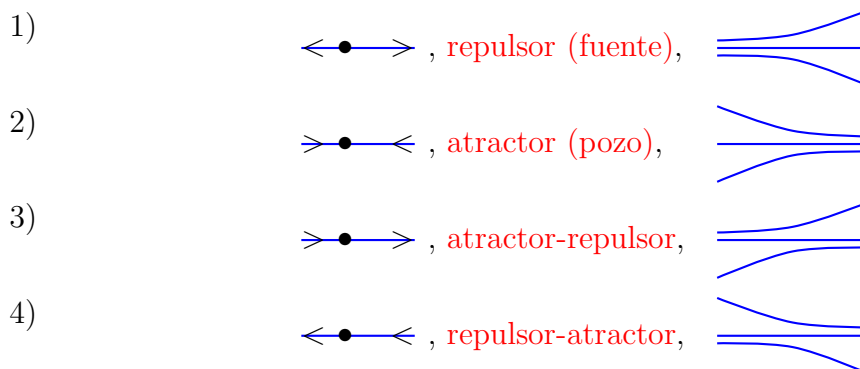 1)
, repulsor (fuente),
2)
, atractor (pozo),
3)
, atractor-repulsor,
4)
, repulsor-atractor,